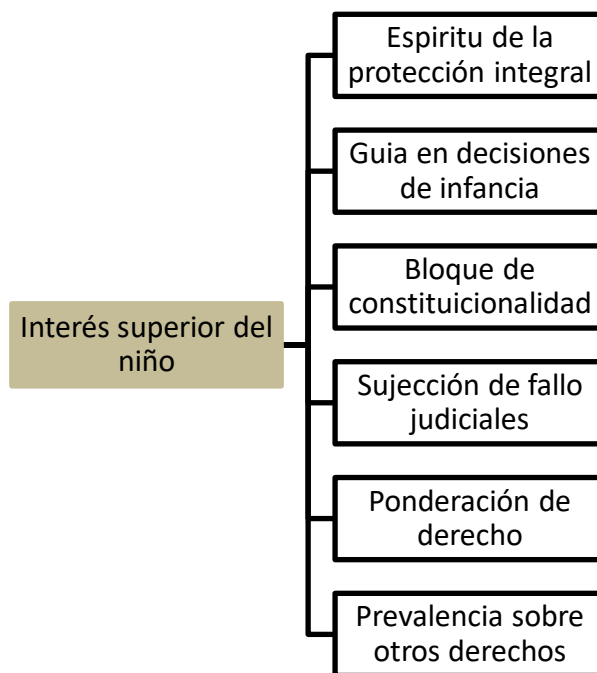 Espiritu de la
protección integral
Guia en decisiones
de infancia
Bloque de
constituicionalidad
Interés superior del
niño
Sujección de fallo
judiciales
Ponderación de
derecho
Prevalencia sobre
otros derechos